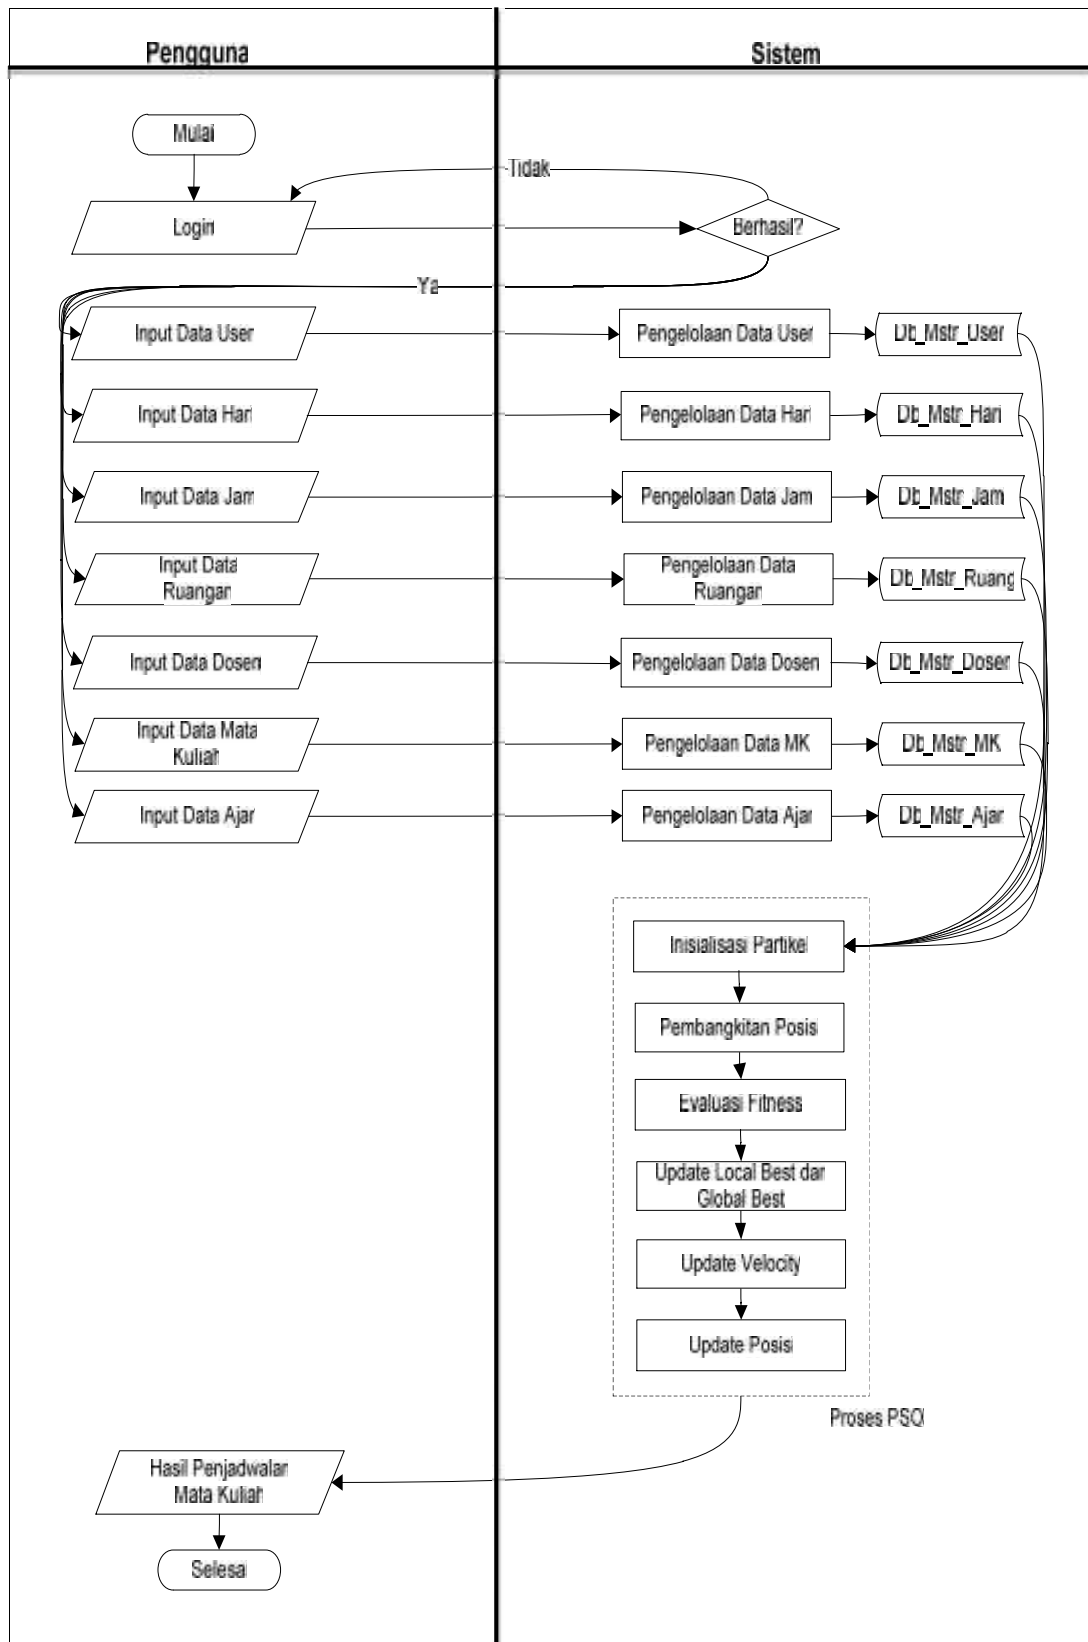 Pengguna
Sistem
Mulai
Tidak
Login
Berhasil?
Ya
Input Data User
Pengelolaan Data User
Db_Mstr_User
Input Data Hari
Pengelolaan Data Hari
Db_Mstr_Hari
Input Data Jam
Pengelolaan Data Jam
Db_Mstr_Jam
Input Data
Ruangan
Pengelolaan Data
Ruangan
Db_Mstr_Ruang
Input Data Dosen
Pengelolaan Data Dosen
Db_Mstr_Dosen
Input Data Mata
Kuliah
Pengelolaan Data MK
Db_Mstr_MK
Input Data Ajar
Pengelolaan Data Ajar
Db_Mstr_Ajar
Inisialisasi Partikel
Pembangkitan Posisi
Evaluasi Fitness
Update Local Best dan
Global Best
Update Velocity
Update Posisi
Proses PSO
Hasil Penjadwalan
Mata Kuliah
Selesai